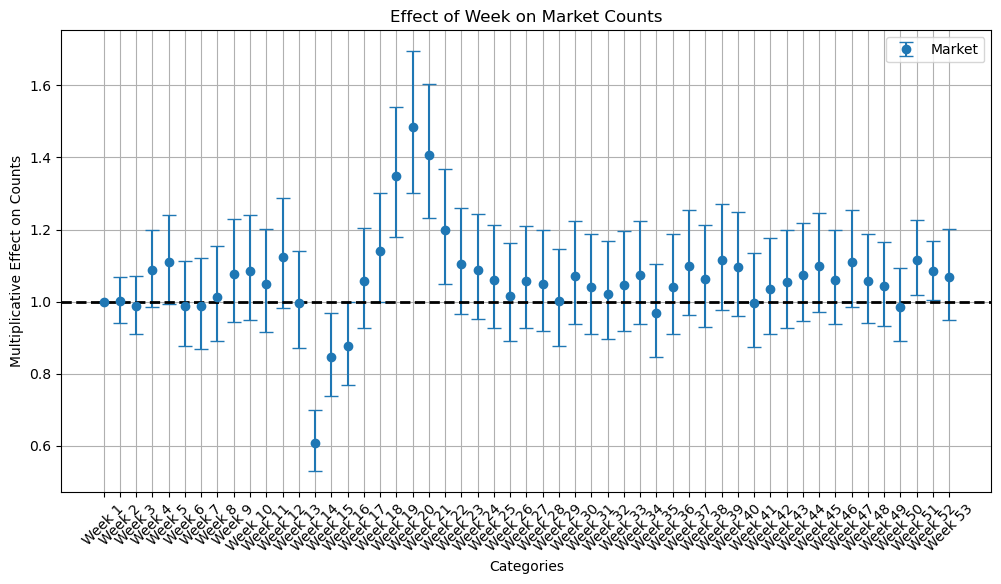 Effect of Week on Market Counts
Market
Multiplicative Effect on Counts
1.6
1.4
1.2
1.0
0.8
0.6
Week 1
Week 2
Week 3
Week 4
Week 5
Week 6
Week 7
Week 8
Week 9
Week 10
Week 11
Week 12
Week 13
Week 14
Week 15
Week 16
Week 17
Week 18
Week 19
Week 20
Week 21
Week 22
Week 23
Week 24
Week 25
Week 26
Week 27
Week 28
Week 29
Week 30
Week 31
Week 32
Week 33
Week 34
Week 35
Week 36
Week 37
Week 38
Week 39
Week 40
Week 41
Week 42
Week 43
Week 44
Week 45
Week 46
Week 47
Week 48
Week 49
Week 50
Week 51
Week 52
Week 53
Categories